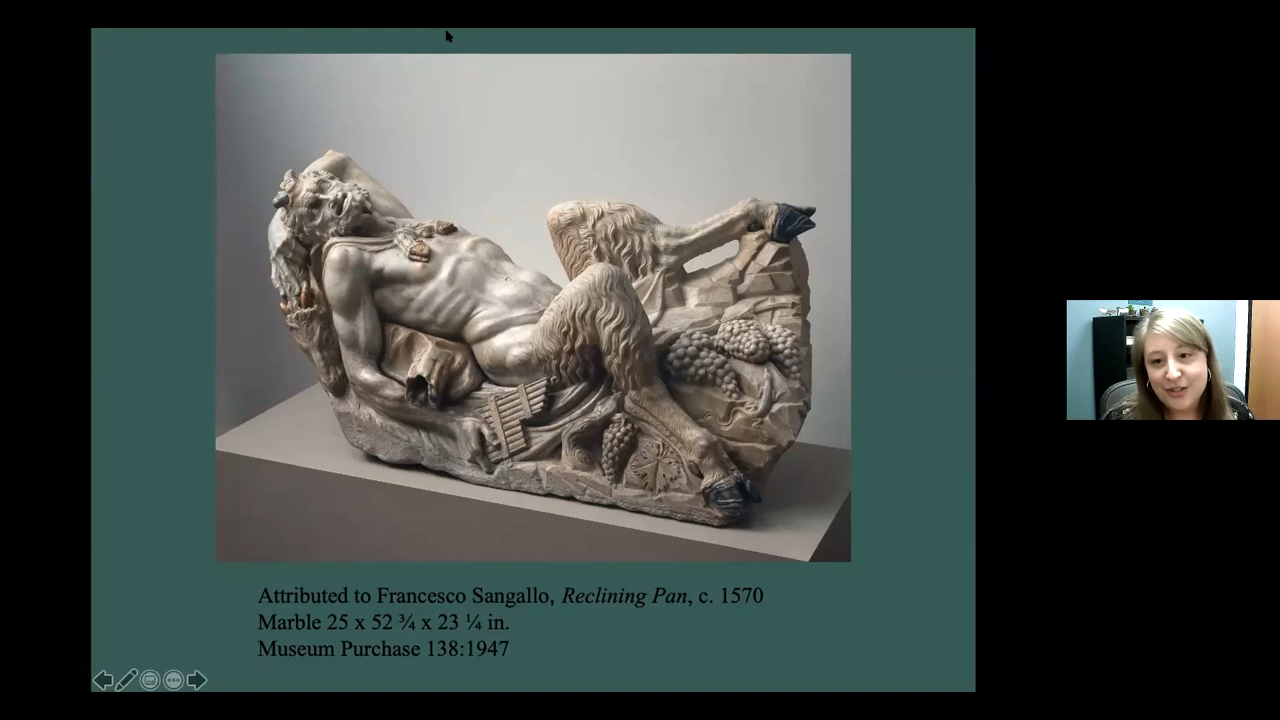 Attributed to Francesco Sangallo, Reclining Pan, c. 1570
Marble 25 x 52 ¾ x 23 ¼ in.
Museum Purchase 138:1947